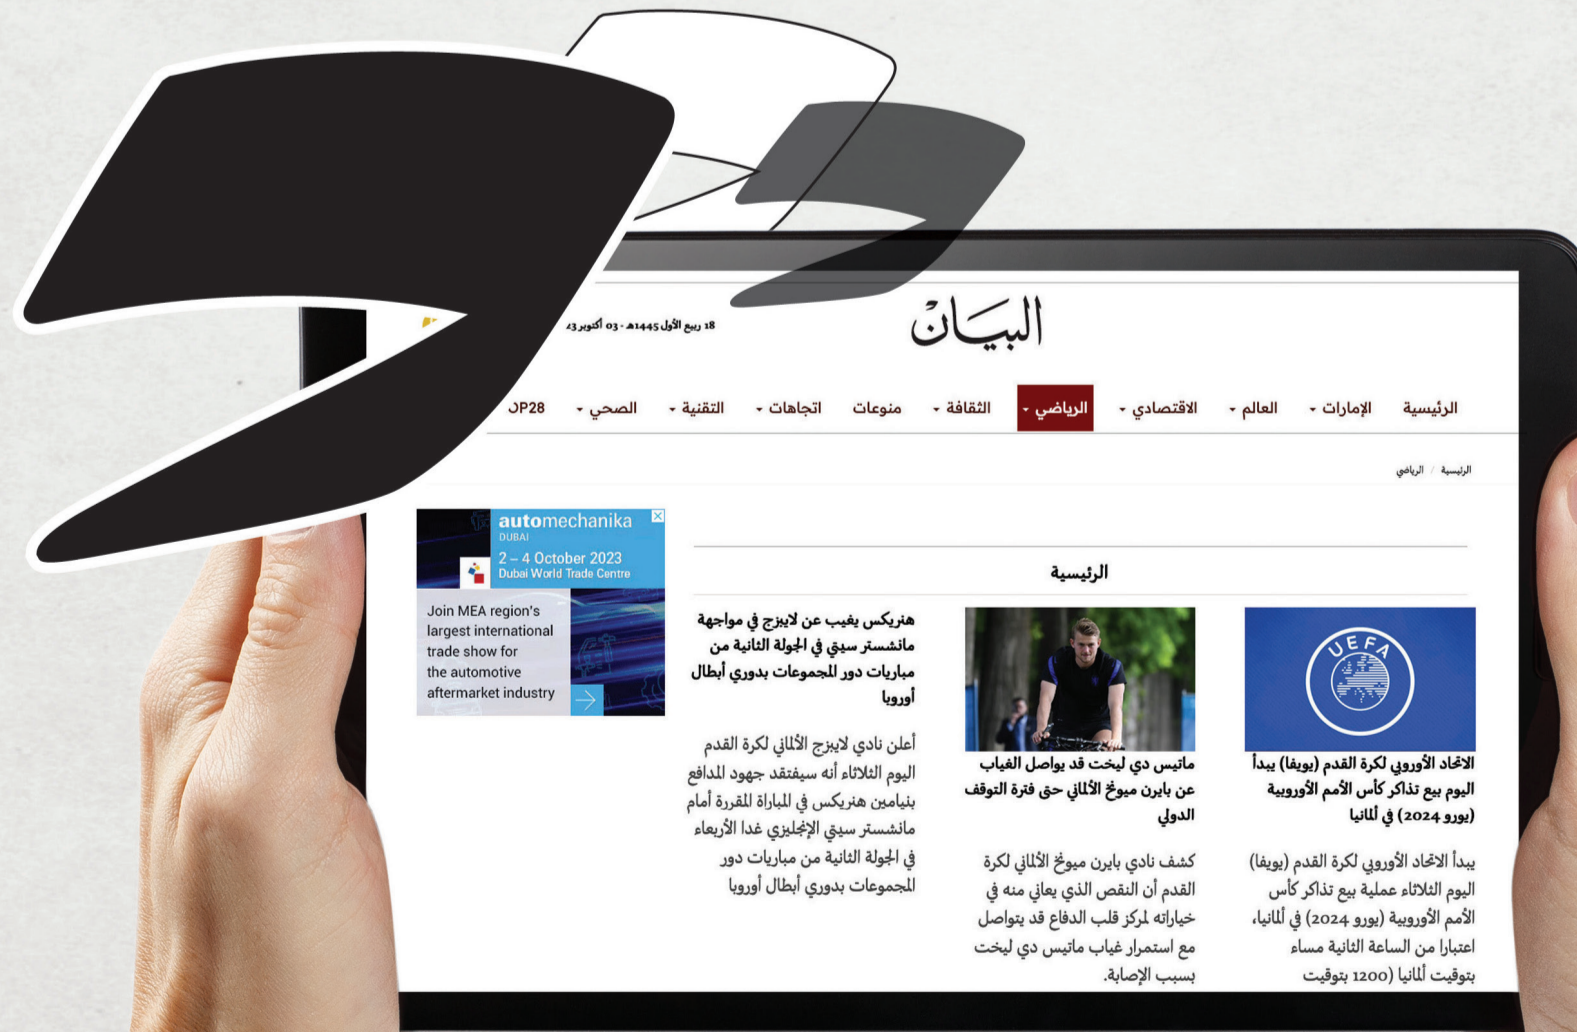 البيان
18 ربيع الأول 1445هـ - 03 أكتوبر
الرئيسية
الإمارات
العالم
الاقتصادي
الرياضي
الثقافة
منوعات
اتجاهات
التقنية
الصحي
OP28
الرئيسية / الرياضي
الرئيسية
UEFA
الاتحاد الأوروبي لكرة القدم (يويفا) يبدأ
اليوم بيع تذاكر كأس الأمم الأوروبية
(يورو 2024) في ألمانيا
يبدأ الاتحاد الأوروبي لكرة القدم (يويفا)
اليوم الثلاثاء عملية بيع تذاكر كأس
الأمم الأوروبية (يورو 2024) في ألمانيا،
اعتبارا من الساعة الثانية مساء
بتوقيت ألمانيا (1200 بتوقيت
ماتيس دي ليخت قد يواصل الغياب
عن بايرن ميونخ الألماني حتى فترة التوقف
الدولي
كشف نادي بايرن ميونخ الألماني لكرة
القدم أن النقص الذي يعاني منه في
خياراته لمركز قلب الدفاع قد يتواصل
مع استمرار غياب ماتيس دي ليخت
بسبب الإصابة.
هنريكس يغيب عن لايبزج في مواجهة
مانشستر سيتي في الجولة الثانية من
مباريات دور المجموعات بدوري أبطال
أوروبا
أعلن نادي لايبزج الألماني لكرة القدم
اليوم الثلاثاء أنه سيفتقد جهود المدافع
بنيامين هنريكس في المباراة المقررة أمام
مانشستر سيتي الإنجليزي غدا الأربعاء
في الجولة الثانية من مباريات دور
المجموعات بدوري أبطال أوروبا
automechanika
DUBAI
2 – 4 October 2023
Dubai World Trade Centre
Join MEA region's
largest international
trade show for
the automotive
aftermarket industry